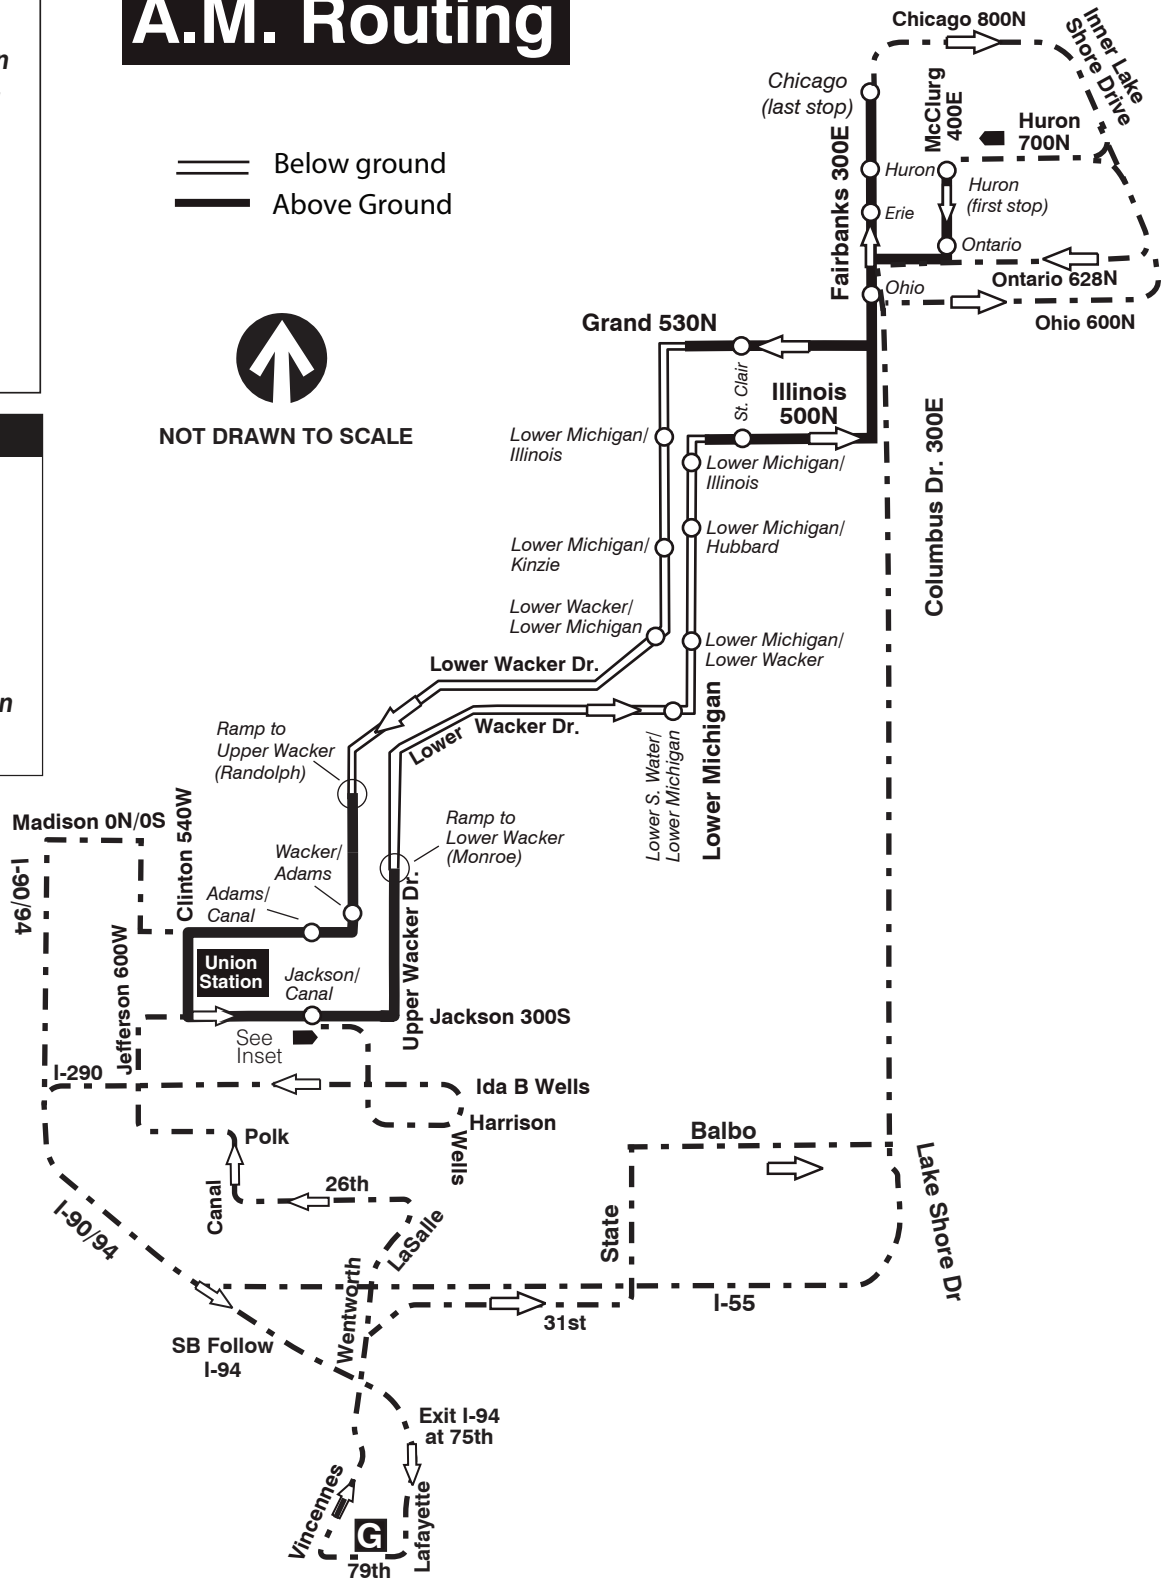 A.M. Routing
n
n
Below ground
Above Ground
NOT DRAWN TO SCALE
Chicago 800N
Inner Lake
Shore Drive
Chicago
(last stop)
McClurg
400E
Huron
700N
Fairbanks 300E
Huron
Huron
(first stop)
Erie
Ontario
Ontario 628N
Ohio
Ohio 600N
Grand 530N
St. Clair
Illinois
500N
Columbus Dr. 300E
Lower Michigan/
Illinois
Lower Michigan/
Illinois
Lower Michigan/
Hubbard
Lower Michigan/
Kinzie
Lower Wacker/
Lower Michigan
Lower Michigan/
Lower Wacker
Lower Wacker Dr.
Lower Wacker Dr.
Lower S. Water/
Lower Michigan
Lower Michigan
Ramp to
Upper Wacker
(Randolph)
Ramp to
Lower Wacker
(Monroe)
Madison 0N/0S
I-90/94
Clinton 540W
Wacker/
Adams
Adams/
Canal
Upper Wacker Dr.
Jefferson 600W
Union
Station
Jackson/
Canal
Jackson 300S
See
Inset
I-290
Ida B Wells
Harrison
Wells
Polk
Balbo
Canal
26th
LaSalle
State
Lake Shore Dr
I-90/94
Wentworth
I-55
31st
SB Follow
I-94
Exit I-94
at 75th
Vincennes
G
Lafayette
79th